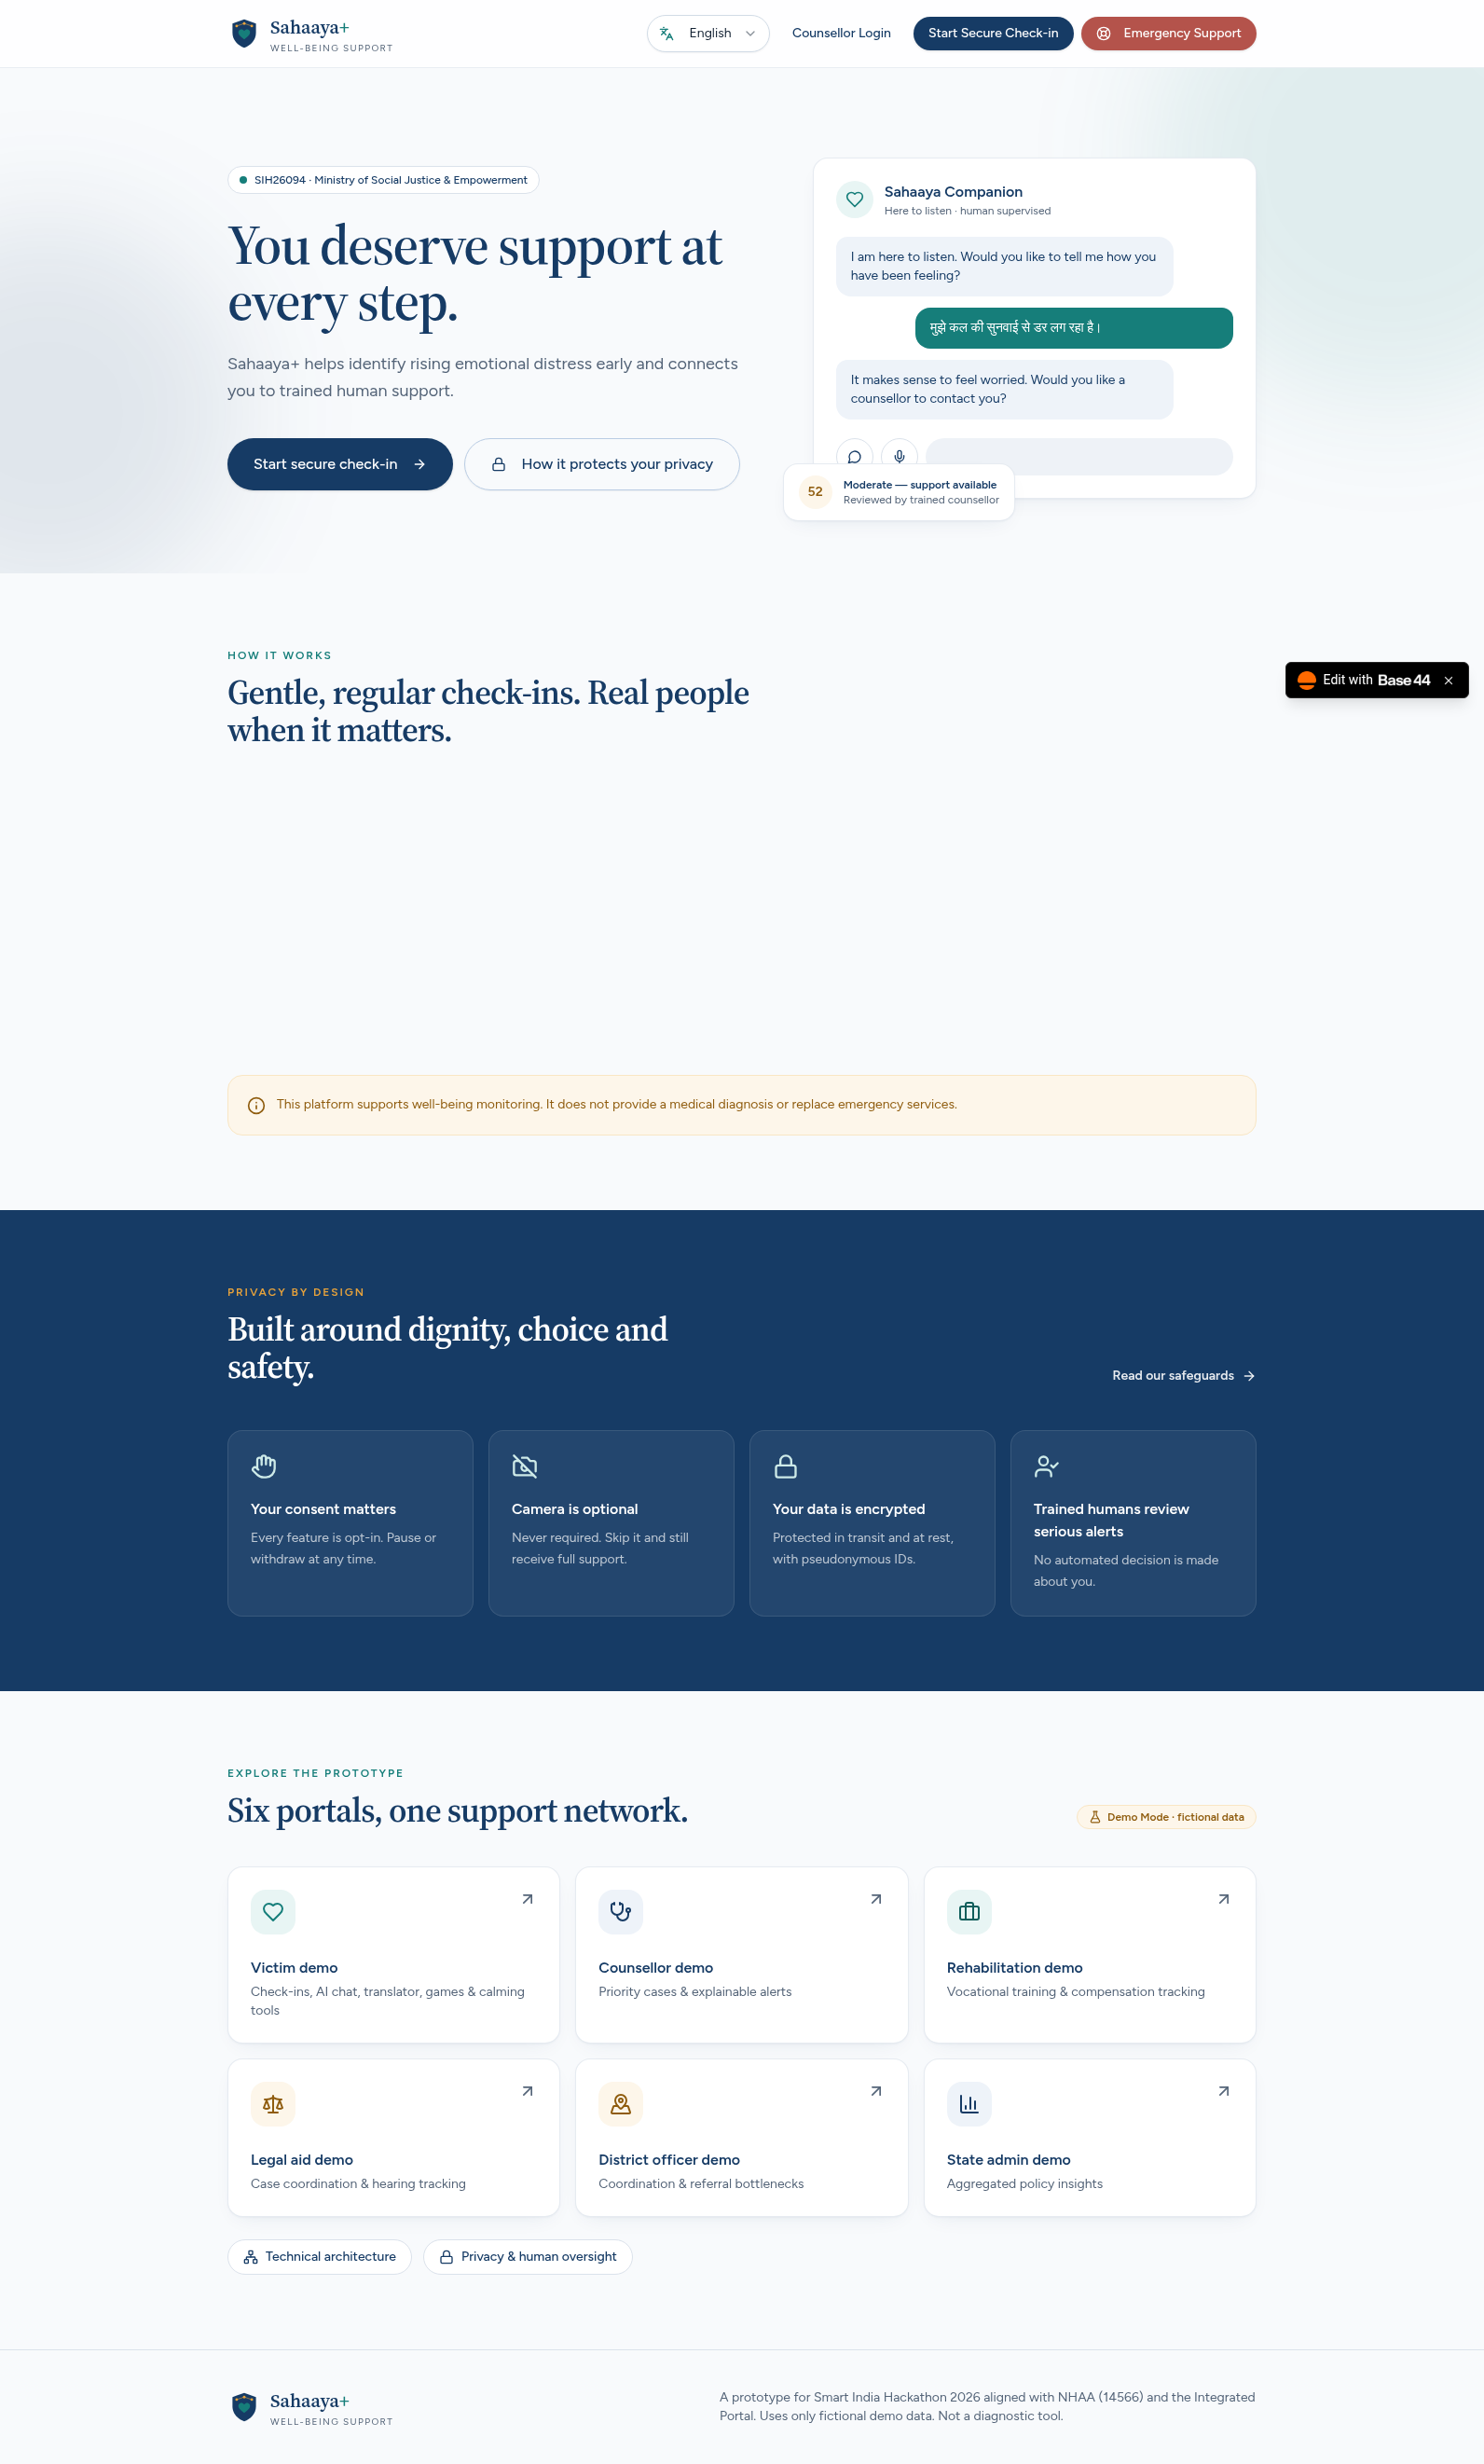 Sahaaya+
WELL-BEING SUPPORT
English
Counsellor Login
Start Secure Check-in
Emergency Support
SIH26094 · Ministry of Social Justice & Empowerment
You deserve support at
every step.
Sahaaya+ helps identify rising emotional distress early and connects
you to trained human support.
Start secure check-in
How it protects your privacy
Sahaaya Companion
Here to listen · human supervised
I am here to listen. Would you like to tell me how you
have been feeling?
मुझे कल की सुनवाई से डर लग रहा है।
It makes sense to feel worried. Would you like a
counsellor to contact you?
52
Moderate — support available
Reviewed by trained counsellor
HOW IT WORKS
Gentle, regular check-ins. Real people
when it matters.
Edit with Base44
This platform supports well-being monitoring. It does not provide a medical diagnosis or replace emergency services.
PRIVACY BY DESIGN
Built around dignity, choice and
safety.
Read our safeguards
Your consent matters
Every feature is opt-in. Pause or
withdraw at any time.
Camera is optional
Never required. Skip it and still
receive full support.
Your data is encrypted
Protected in transit and at rest,
with pseudonymous IDs.
Trained humans review
serious alerts
No automated decision is made
about you.
EXPLORE THE PROTOTYPE
Six portals, one support network.
Demo Mode · fictional data
Victim demo
Check-ins, AI chat, translator, games & calming
tools
Counsellor demo
Priority cases & explainable alerts
Rehabilitation demo
Vocational training & compensation tracking
Legal aid demo
Case coordination & hearing tracking
District officer demo
Coordination & referral bottlenecks
State admin demo
Aggregated policy insights
Technical architecture
Privacy & human oversight
Sahaaya+
WELL-BEING SUPPORT
A prototype for Smart India Hackathon 2026 aligned with NHAA (14566) and the Integrated
Portal. Uses only fictional demo data. Not a diagnostic tool.